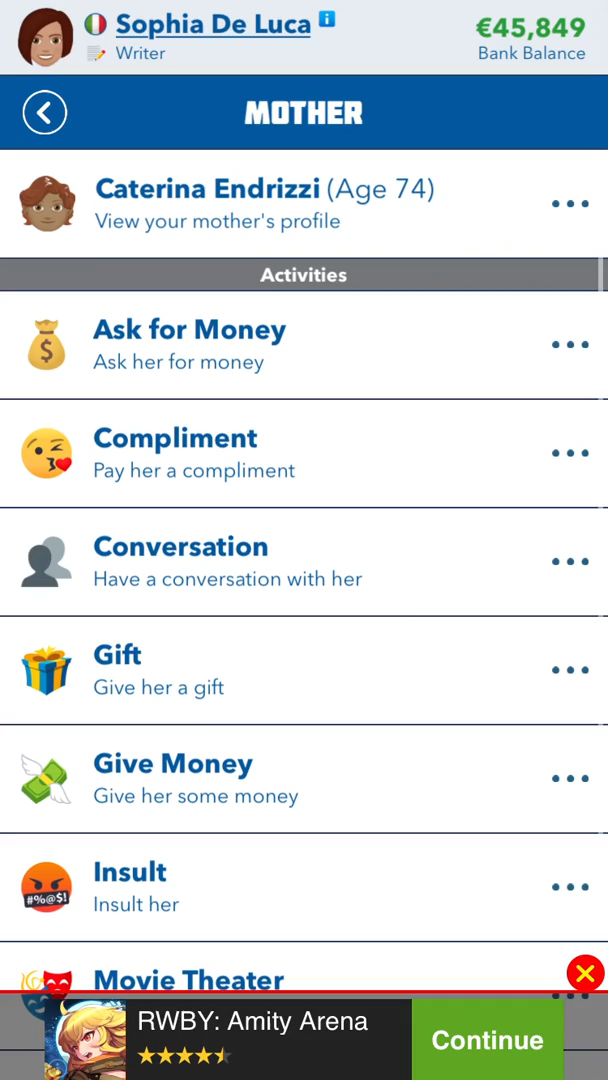 Sophia De Luca
€45,849
Writer
Bank Balance
MOTHER
Caterina Endrizzi (Age 74)
View your mother's profile
Activities
Ask for Money
Ask her for money
Compliment
Pay her a compliment
Conversation
Have a conversation with her
Gift
Give her a gift
Give Money
Give her some money
#%@$!
Insult
Insult her
Movie Theater
RWBY: Amity Arena
Continue